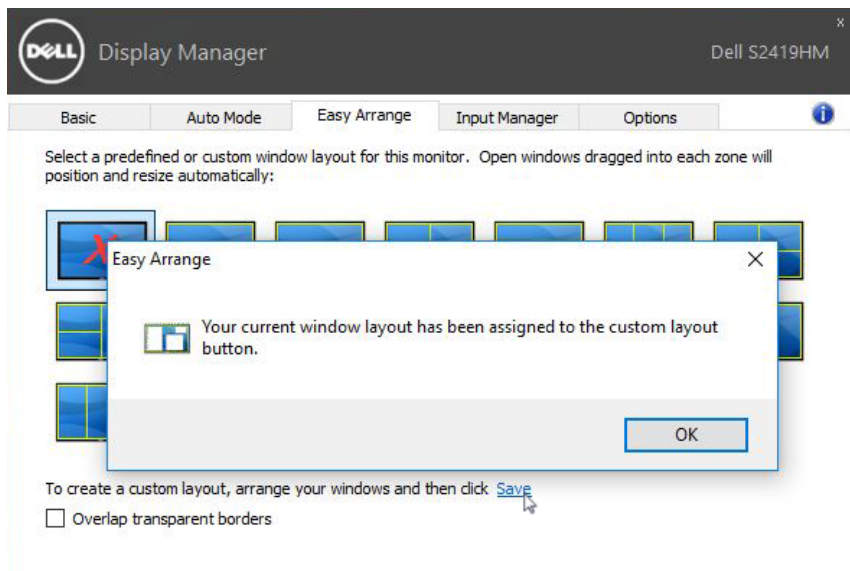 DELL
Display Manager
x
Dell S2419HM
Basic
Auto Mode
Easy Arrange
Input Manager
Options
i
Select a predefined or custom window layout for this monitor. Open windows dragged into each zone will
position and resize automatically:
Easy Arrange
Your current window layout has been assigned to the custom layout
button.
OK
To create a custom layout, arrange your windows and then click Save
Overlap transparent borders